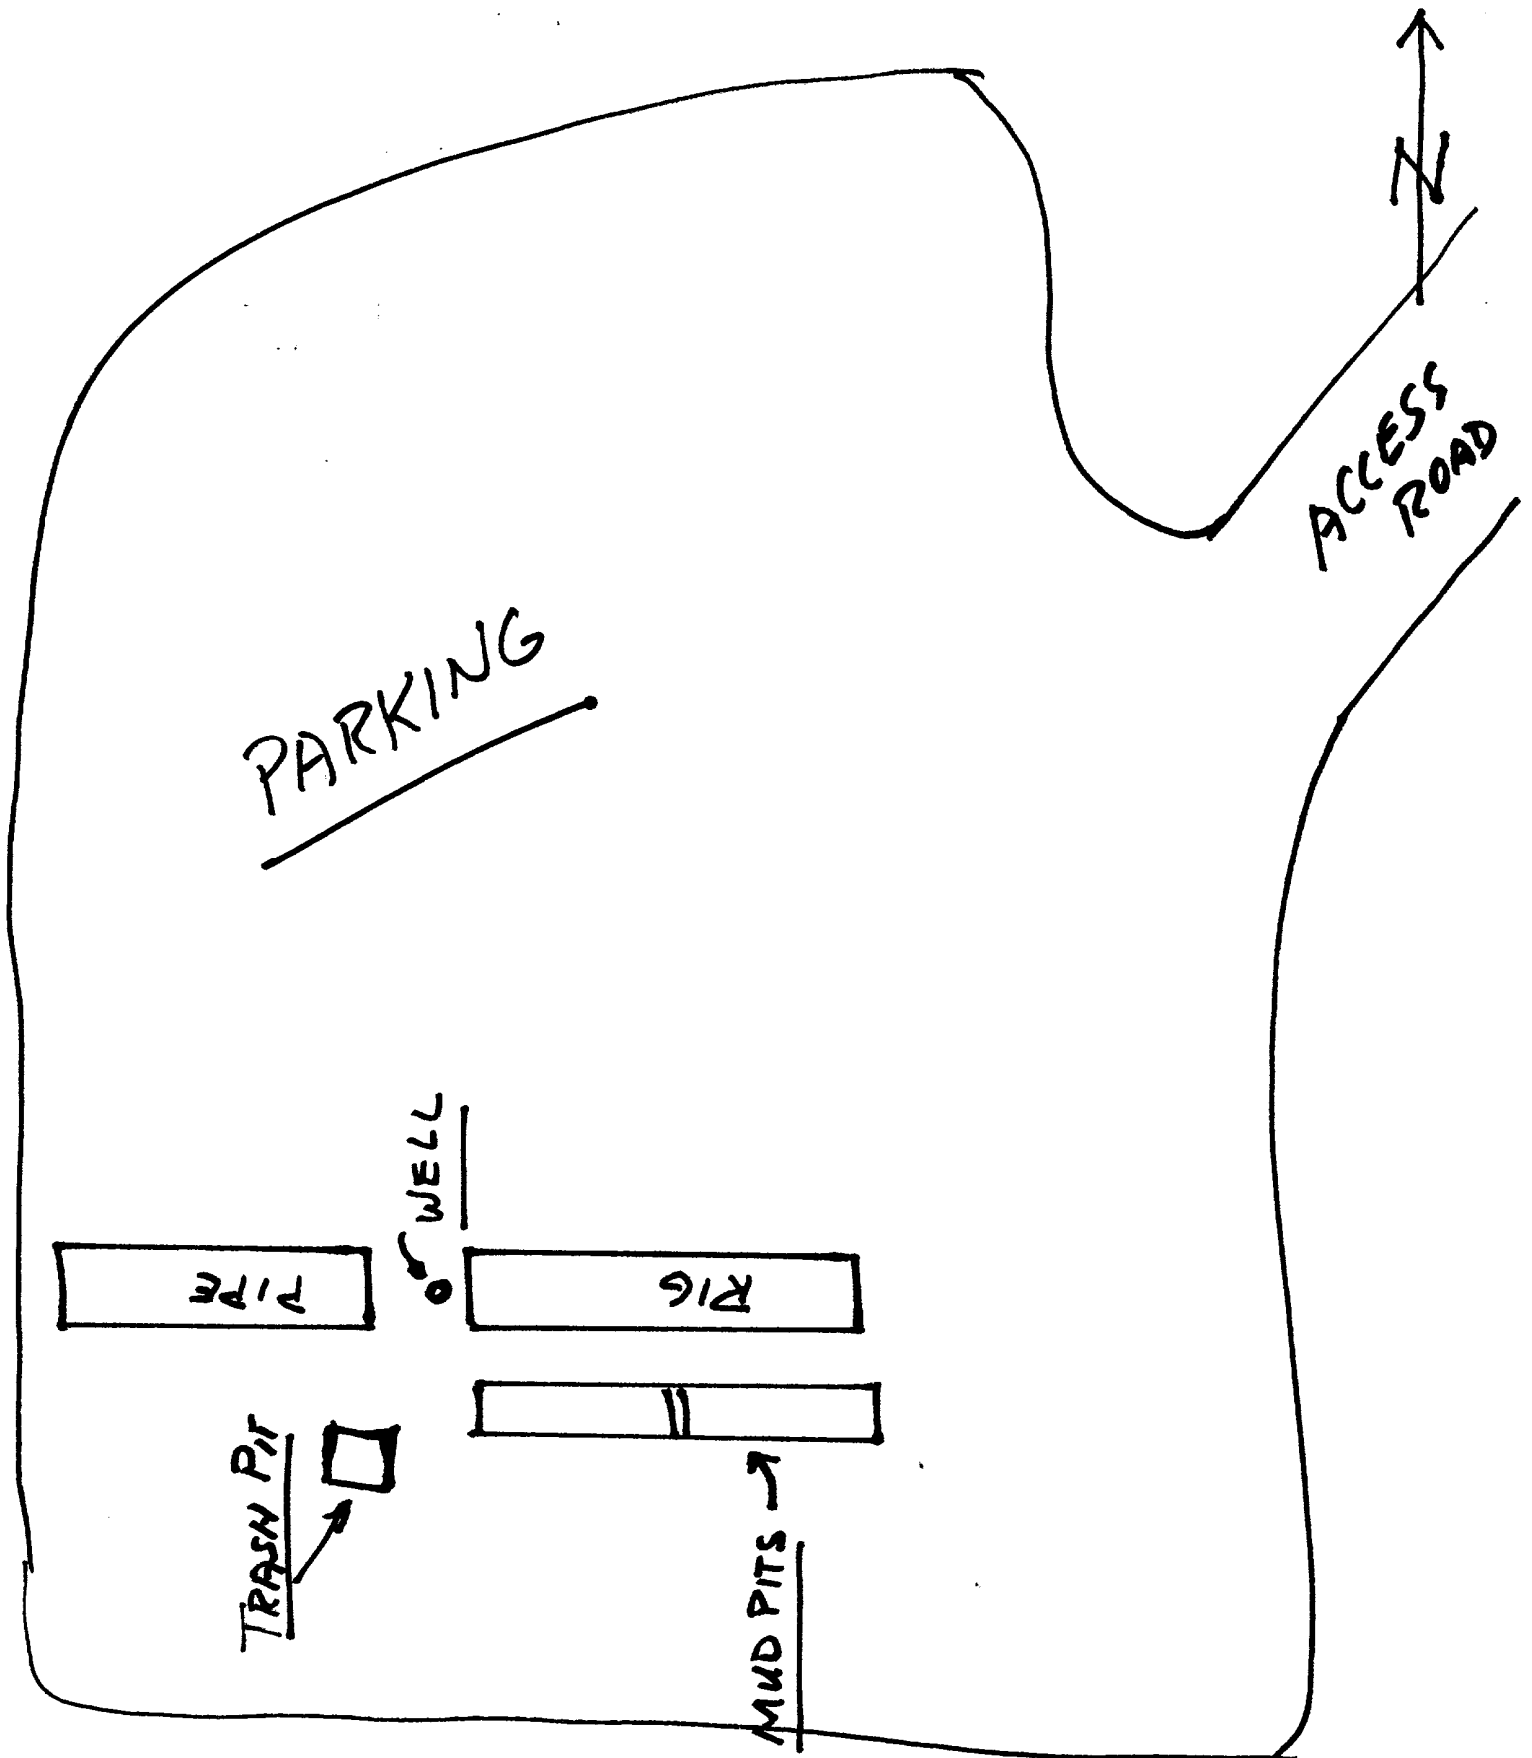 N
ACCESS
ROAD
PARKING
WELL
PIPE
RIG
TRASH PIT
MUD PITS